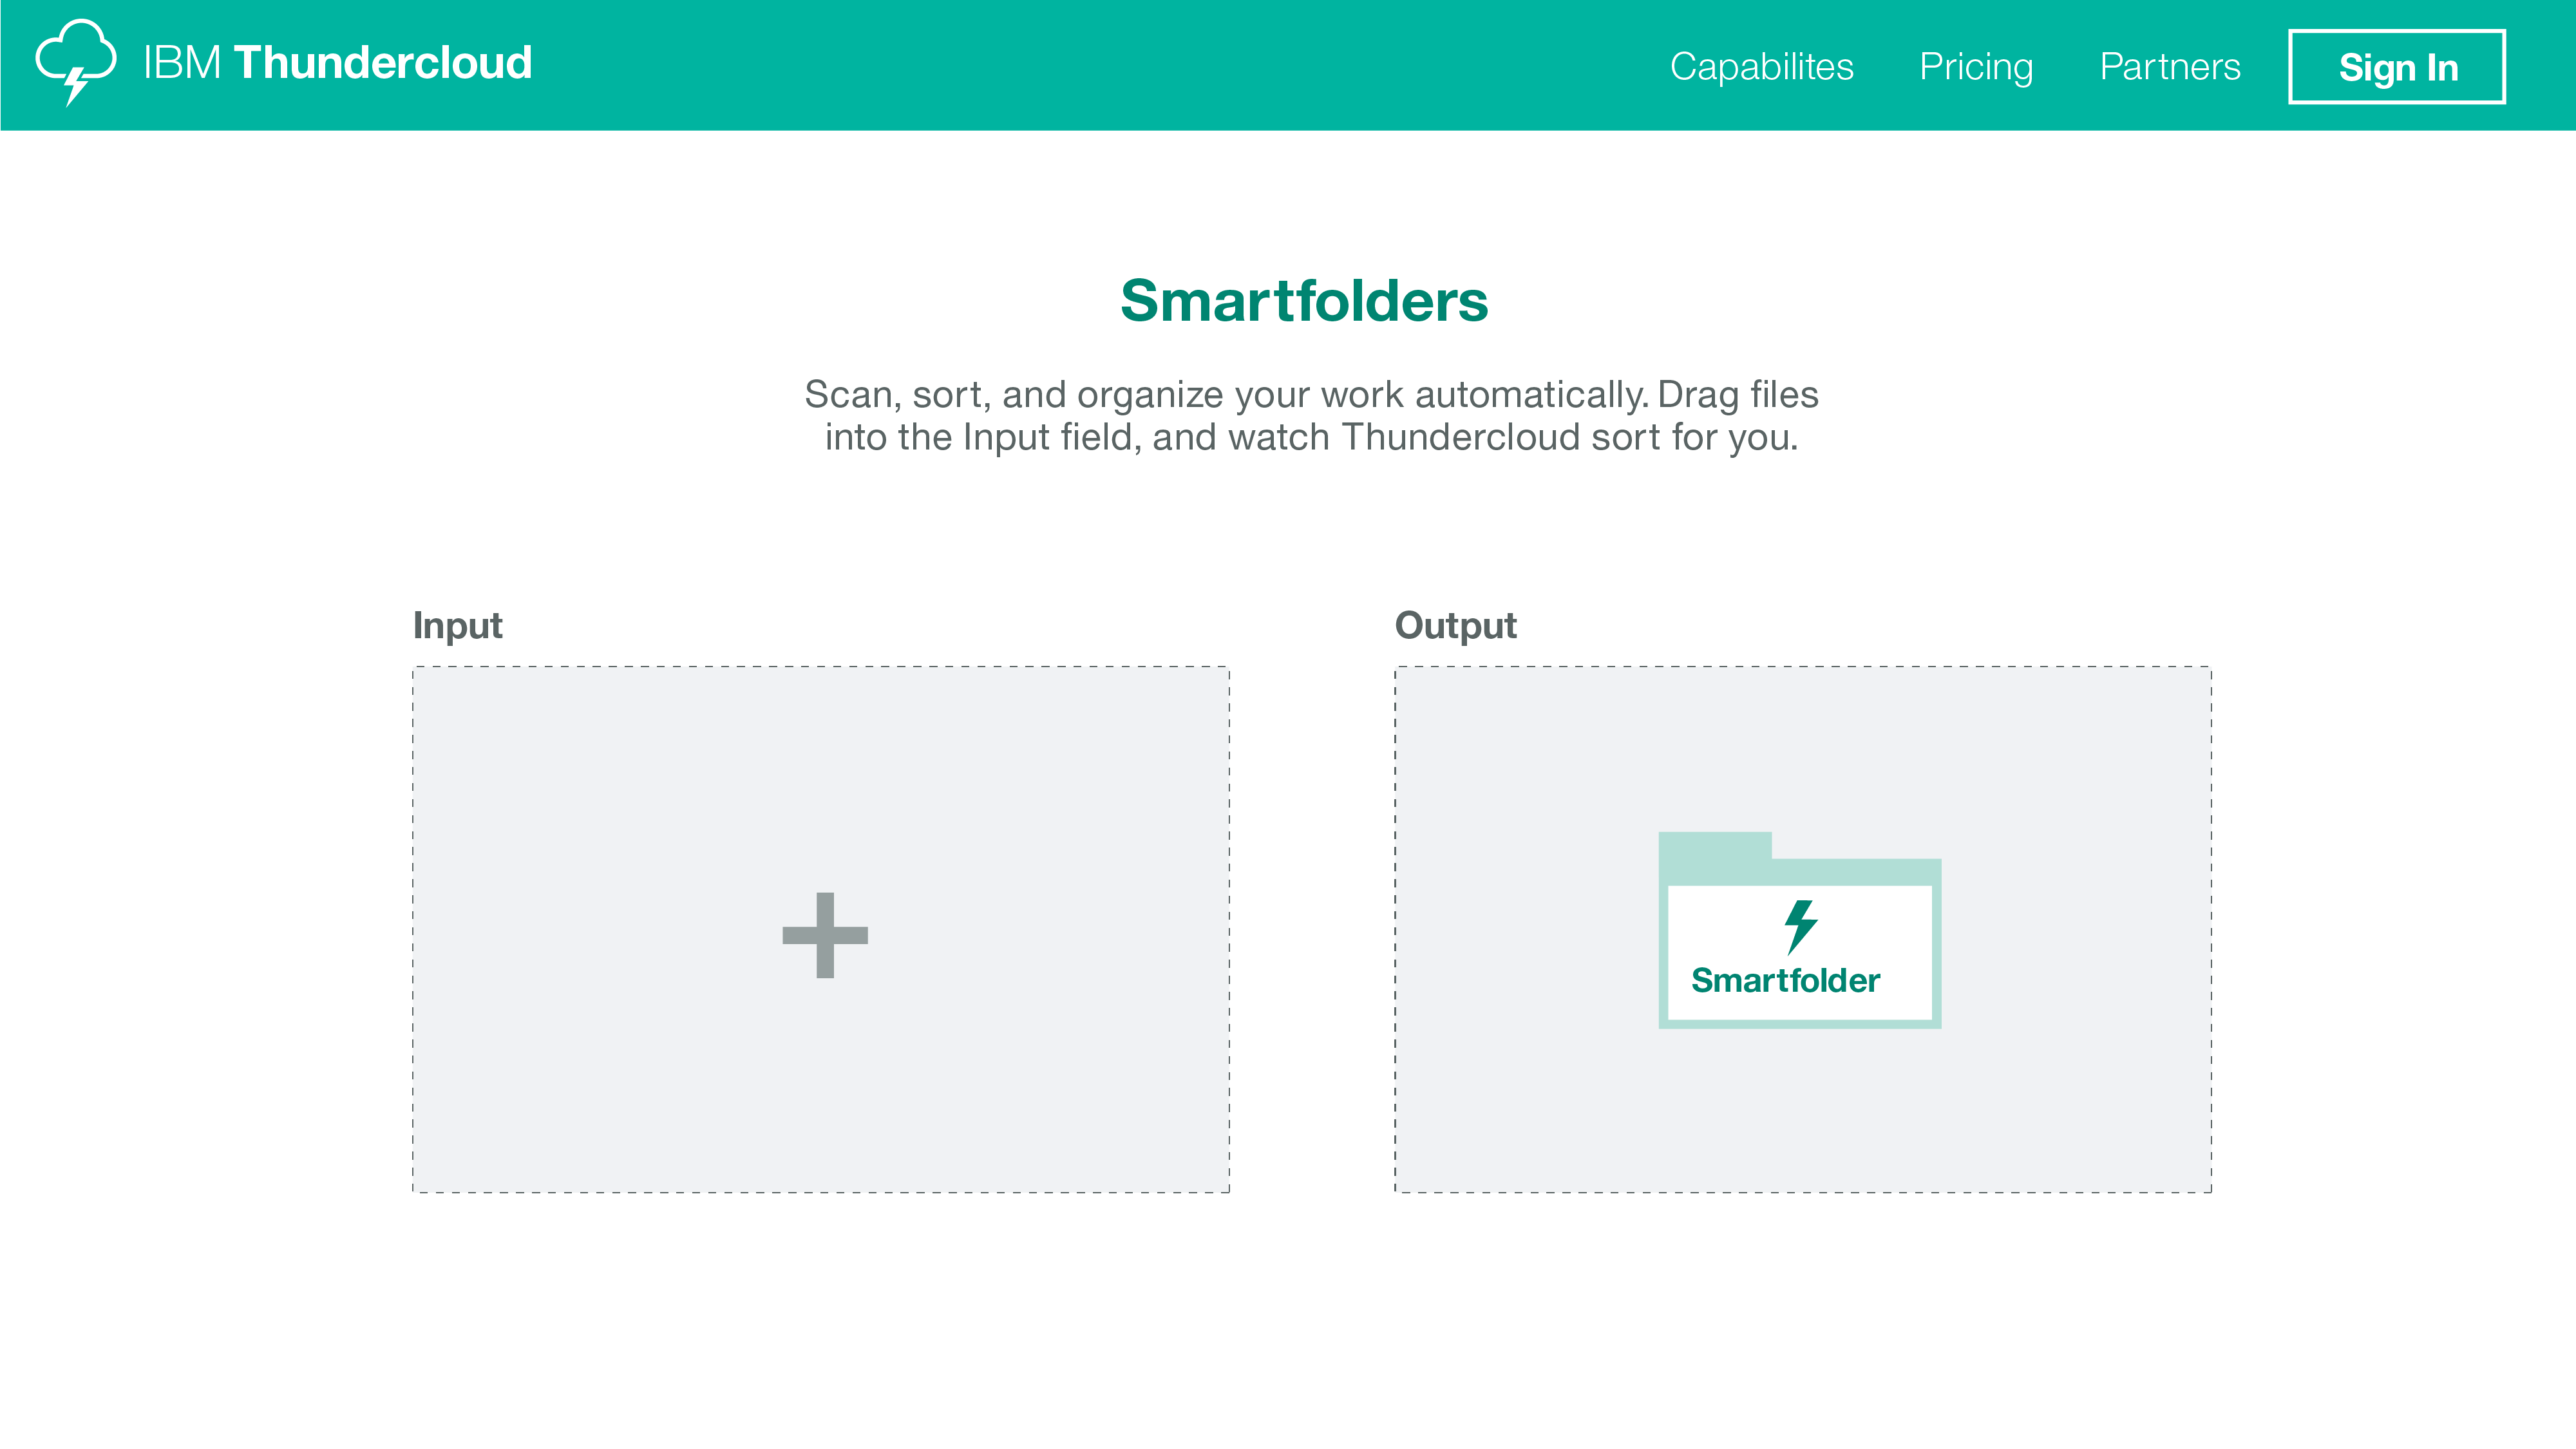 IBM Thundercloud
Capabilites
Pricing
Partners
Sign In
Smartfolders
Scan, sort, and organize your work automatically. Drag files
into the Input field, and watch Thundercloud sort for you.
Input
Output
Smartfolder